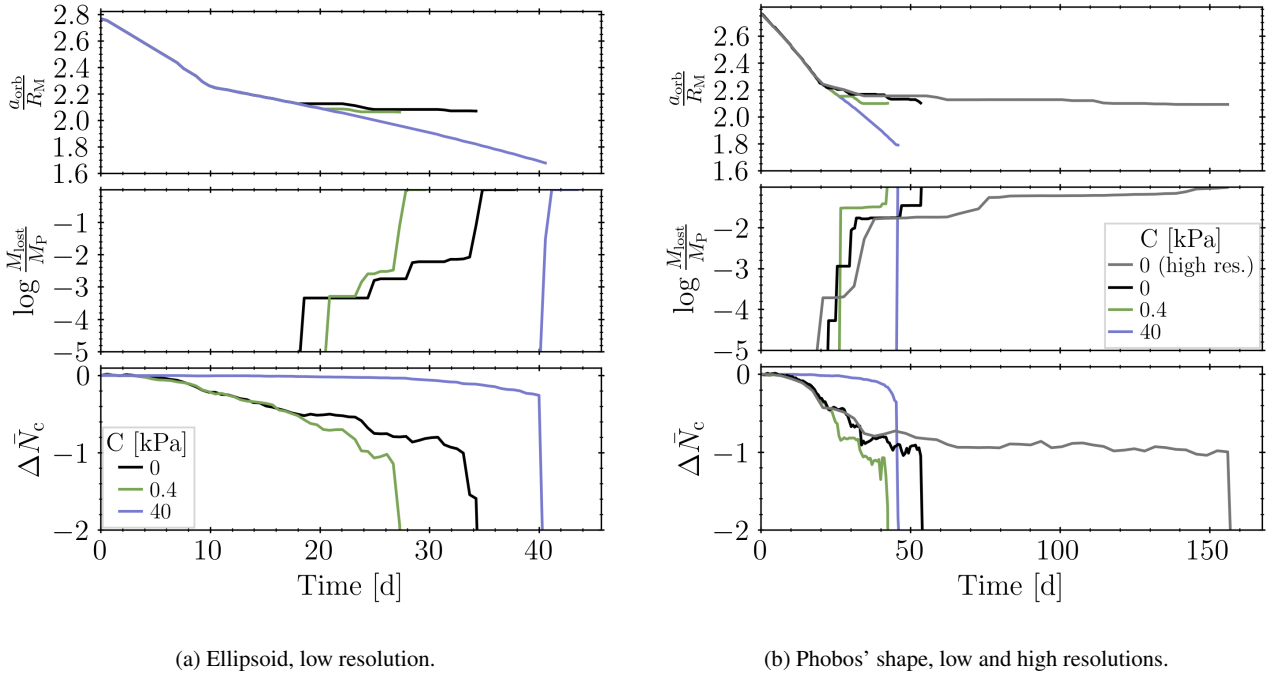 2.8
2.6
2.4
2.2
2.0
1.8
1.6
a_orb/R_M
−1
−2
−3
−4
−5
log M_lost/M_P
0
−1
−2
ΔN̄_c
C [kPa]
0
0.4
40
0 10 20 30 40
Time [d]
(a) Ellipsoid, low resolution.
2.6
2.4
2.2
2.0
1.8
1.6
a_orb/R_M
−2
−3
−4
−5
log M_lost/M_P
C [kPa]
0 (high res.)
0
0.4
40
0
−1
−2
ΔN̄_c
0 50 100 150
Time [d]
(b) Phobos’ shape, low and high resolutions.